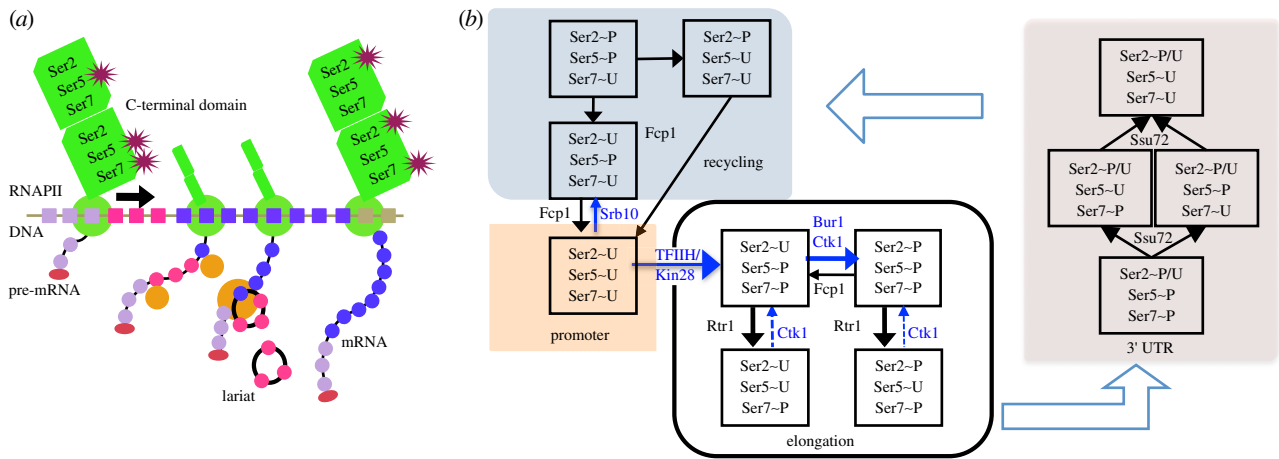 (a)
Ser2
Ser5
Ser7
C-terminal domain
Ser2
Ser5
Ser7
Ser2
Ser5
Ser7
Ser2
Ser5
Ser7
RNAPII
DNA
pre-mRNA
mRNA
lariat
(b)
Ser2~P
Ser5~P
Ser7~U
Ser2~P
Ser5~U
Ser7~U
Ser2~U
Ser5~P
Ser7~U
Fcp1
recycling
Fcp1
Srb10
Ser2~U
Ser5~U
Ser7~U
promoter
TFIIH/
Kin28
Ser2~U
Ser5~P
Ser7~P
Bur1
Ctk1
Fcp1
Ser2~P
Ser5~P
Ser7~P
Rtr1
Ctk1
Rtr1
Ctk1
Ser2~U
Ser5~U
Ser7~P
Ser2~P
Ser5~U
Ser7~P
elongation
Ser2~P/U
Ser5~U
Ser7~U
Ssu72
Ser2~P/U
Ser5~U
Ser7~P
Ser2~P/U
Ser5~P
Ser7~U
Ssu72
Ser2~P/U
Ser5~P
Ser7~P
3' UTR